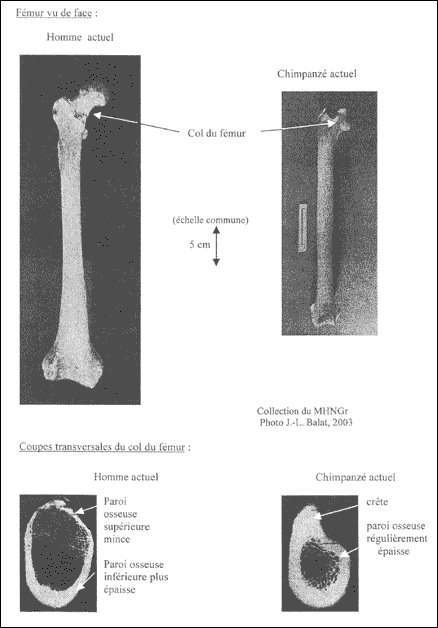 Fémur vu de face :
Homme actuel
Chimpanzé actuel
Col du fémur
(échelle commune)
5 cm
Collection du MHNGr
Photo J.-L. Balat, 2003
Coupes transversales du col du fémur :
Homme actuel
Chimpanzé actuel
Paroi
osseuse
supérieure
mince
Paroi osseuse
inférieure plus
épaisse
crête
paroi osseuse
régulièrement
épaisse